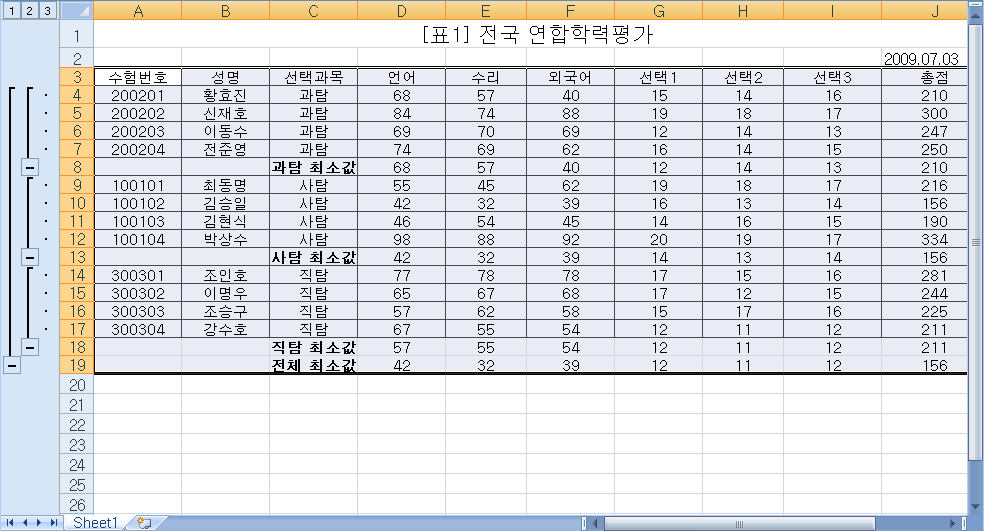 1 2 3 A B C D E F G H I J
1 [표1] 전국 연합학력평가
2 2009.07.03
3 수험번호 성명 선택과목 언어 수리 외국어 선택1 선택2 선택3 총점
4 200201 황효진 과탐 68 57 40 15 14 16 210
5 200202 신재호 과탐 84 74 88 19 18 17 300
6 200203 이동수 과탐 69 70 69 12 14 13 247
7 200204 전준영 과탐 74 69 62 16 14 15 250
8 과탐 최소값 68 57 40 12 14 13 210
9 100101 최동명 사탐 55 45 62 19 18 17 216
10 100102 김승일 사탐 42 32 39 16 13 14 156
11 100103 김현식 사탐 46 54 45 14 16 15 190
12 100104 박상수 사탐 98 88 92 20 19 17 334
13 사탐 최소값 42 32 39 14 13 14 156
14 300301 조인호 직탐 77 78 78 17 15 16 281
15 300302 이명우 직탐 65 67 68 17 12 15 244
16 300303 조승구 직탐 57 62 58 15 17 16 225
17 300304 강수호 직탐 67 55 54 12 11 12 211
18 직탐 최소값 57 55 54 12 11 12 211
19 전체 최소값 42 32 39 12 11 12 156
20
21
22
23
24
25
26
Sheet1